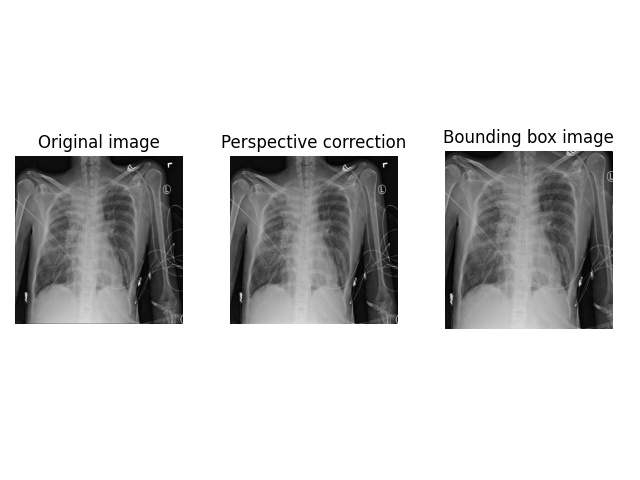 Original image
Perspective correction
Bounding box image
L
L
L